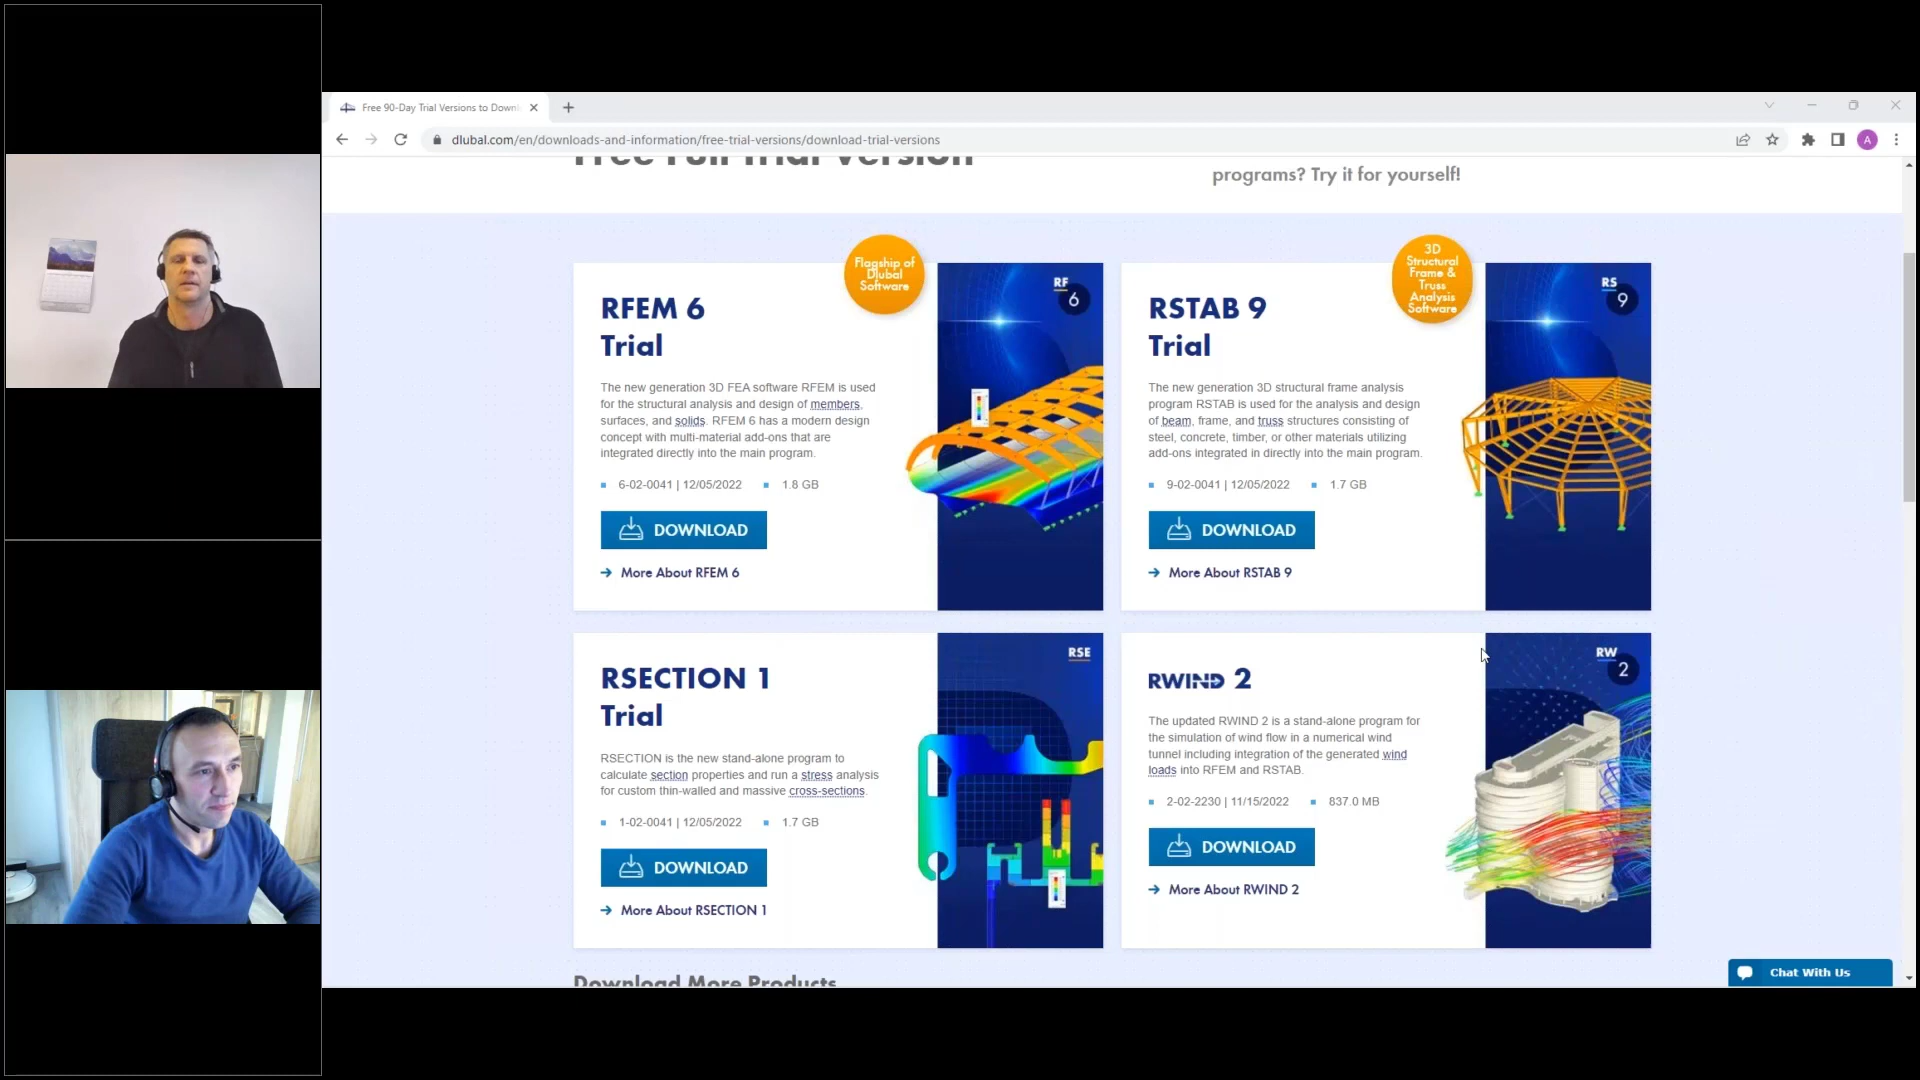 Free 90-Day Trial Versions to Downl
dlubal.com/en/downloads-and-information/free-trial-versions/download-trial-versions
A
Free Full Trial Version
programs? Try it for yourself!
Flagship of
Dlubal
Software
RF
6
RFEM 6
Trial
The new generation 3D FEA software RFEM is used
for the structural analysis and design of members,
surfaces, and solids. RFEM 6 has a modern design
concept with multi-material add-ons that are
integrated directly into the main program.
6-02-0041 | 12/05/2022
1.8 GB
DOWNLOAD
More About RFEM 6
3D
Structural
Frame &
Truss
Analysis
Software
RS
9
RSTAB 9
Trial
The new generation 3D structural frame analysis
program RSTAB is used for the analysis and design
of beam, frame, and truss structures consisting of
steel, concrete, timber, or other materials utilizing
add-ons integrated in directly into the main program.
9-02-0041 | 12/05/2022
1.7 GB
DOWNLOAD
More About RSTAB 9
RSE
RSECTION 1
Trial
RSECTION is the new stand-alone program to
calculate section properties and run a stress analysis
for custom thin-walled and massive cross-sections.
1-02-0041 | 12/05/2022
1.7 GB
DOWNLOAD
More About RSECTION 1
RW
2
RWIND 2
The updated RWIND 2 is a stand-alone program for
the simulation of wind flow in a numerical wind
tunnel including integration of the generated wind
loads into RFEM and RSTAB.
2-02-2230 | 11/15/2022
837.0 MB
DOWNLOAD
More About RWIND 2
Download More Products
Chat With Us